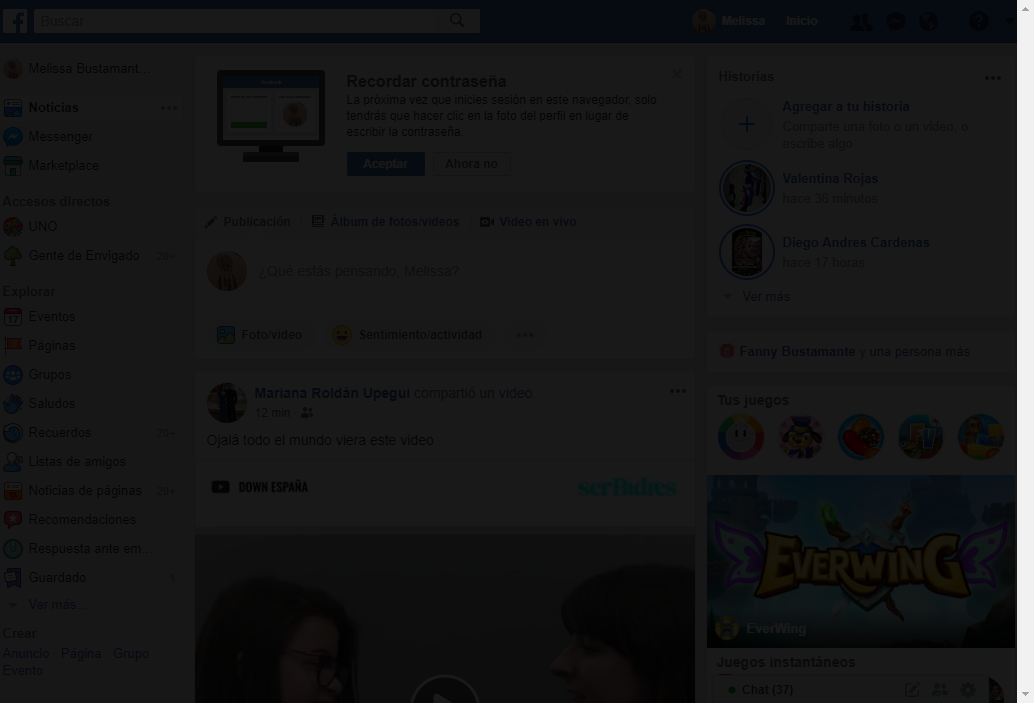 Buscar
Melissa
Inicio
Melissa Bustamant...
Noticias
Messenger
Marketplace
Accesos directos
UNO
Gente de Envigado 20+
Explorar
Eventos
Páginas
Grupos
Saludos
Recuerdos 20+
Listas de amigos
Noticias de páginas 20+
Recomendaciones
Respuesta ante em...
Guardado 1
Ver más...
Crear
Anuncio Página Grupo
Evento
Recordar contraseña
La próxima vez que inicies sesión en este navegador, solo
tendrás que hacer clic en la foto del perfil en lugar de
escribir la contraseña.
Aceptar
Ahora no
Publicación
Álbum de fotos/videos
Video en vivo
¿Qué estás pensando, Melissa?
Foto/video
Sentimiento/actividad
Mariana Roldán Upegui compartió un video
12 min
Ojalá todo el mundo viera este video
DOWN ESPAÑA
Historias
Agregar a tu historia
Comparte una foto o un video, o
escribe algo
Valentina Rojas
hace 36 minutos
Diego Andres Cardenas
hace 17 horas
Ver más
Fanny Bustamante y una persona más
Tus juegos
EVERWING
EverWing
Juegos instantáneos
Chat (37)